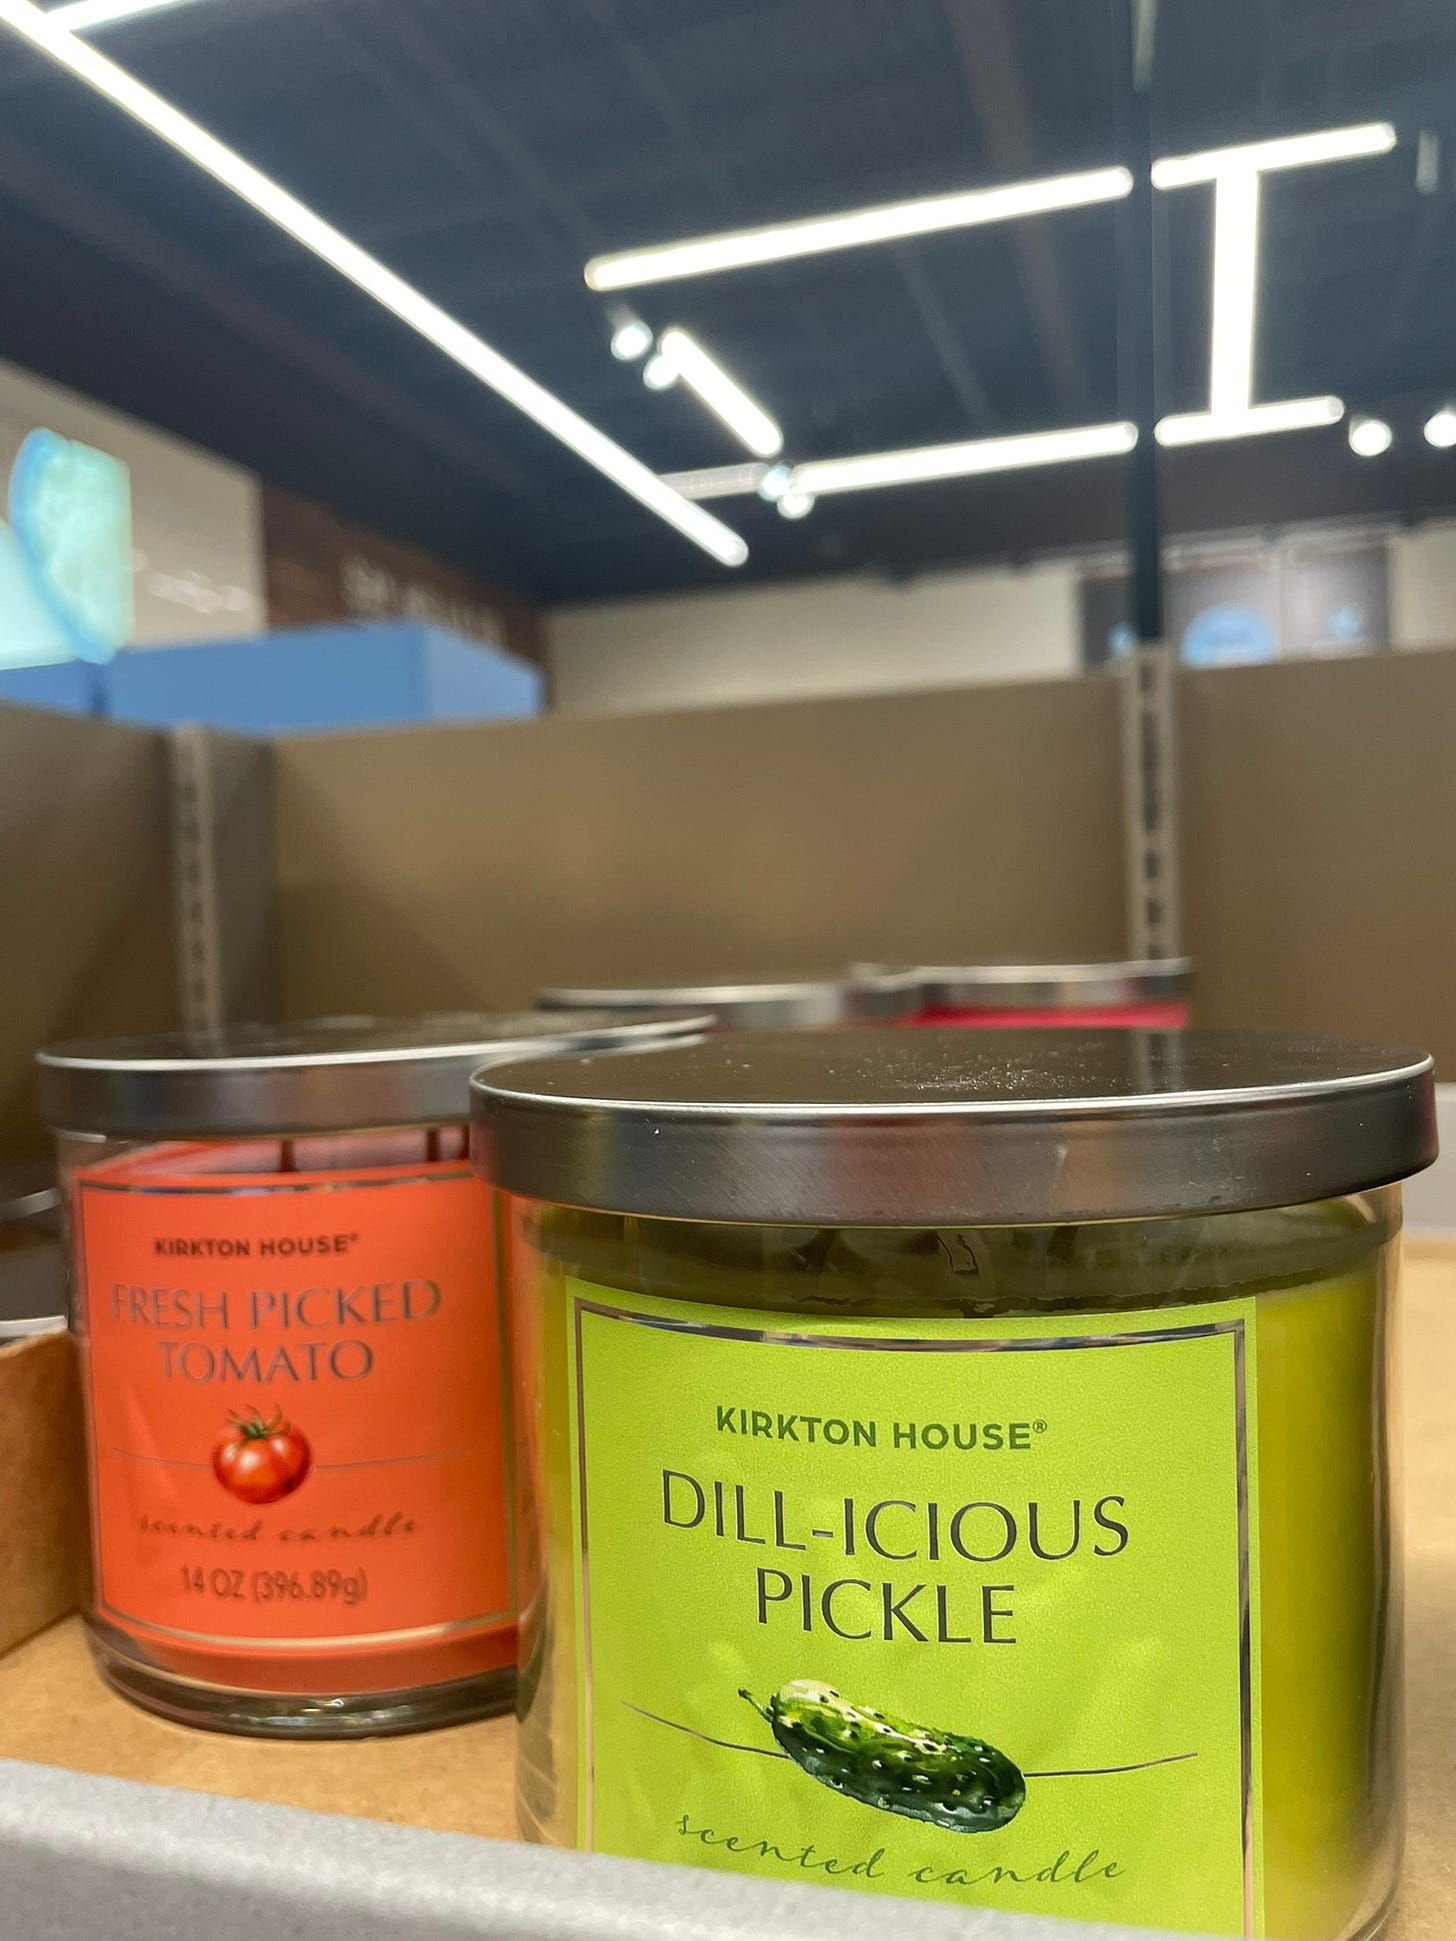 KIRKTON HOUSE®
FRESH PICKED
TOMATO
scented candle
14 OZ (396.89g)
KIRKTON HOUSE®
DILL-ICIOUS
PICKLE
scented candle